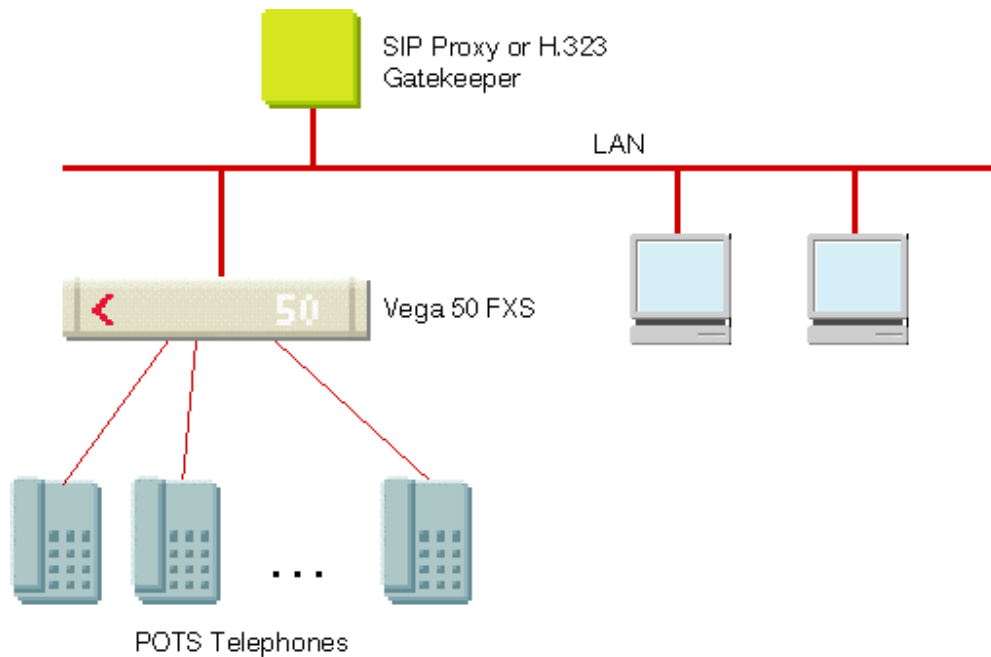 SIP Proxy or H.323
Gatekeeper
LAN
50
Vega 50 FXS
...
POTS Telephones